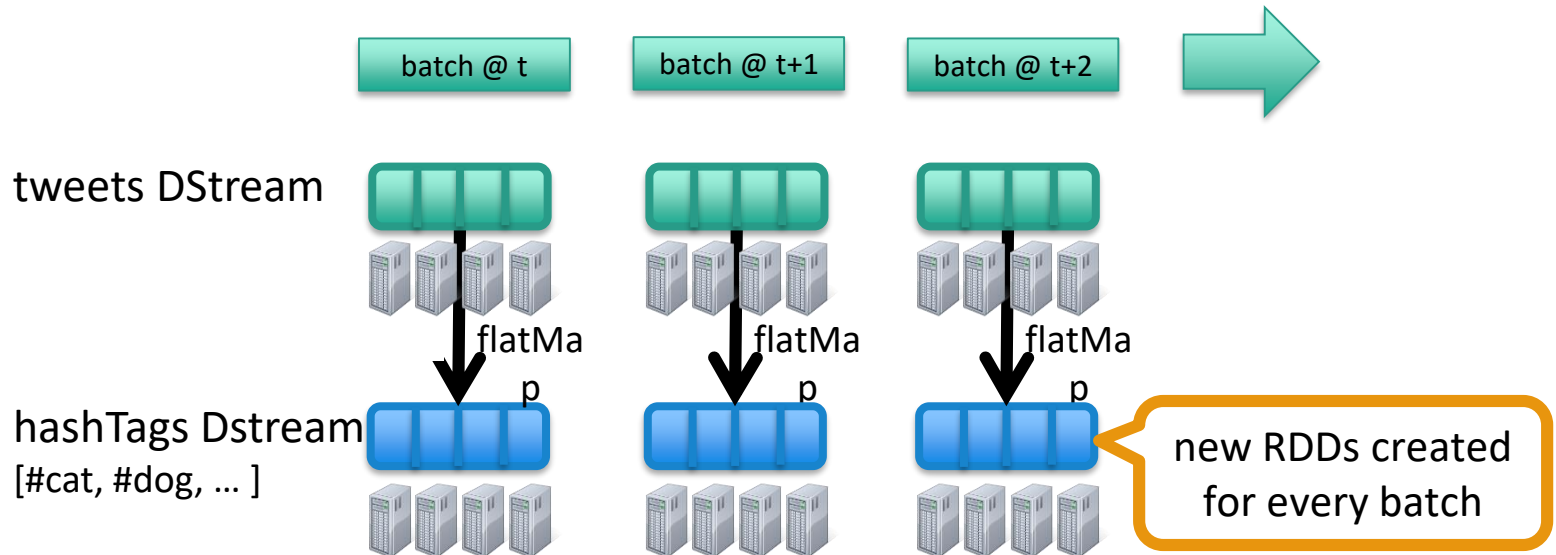 batch @ t
batch @ t+1
batch @ t+2
tweets DStream
flatMa
p
flatMa
p
flatMa
p
hashTags Dstream
[#cat, #dog, … ]
new RDDs created
for every batch